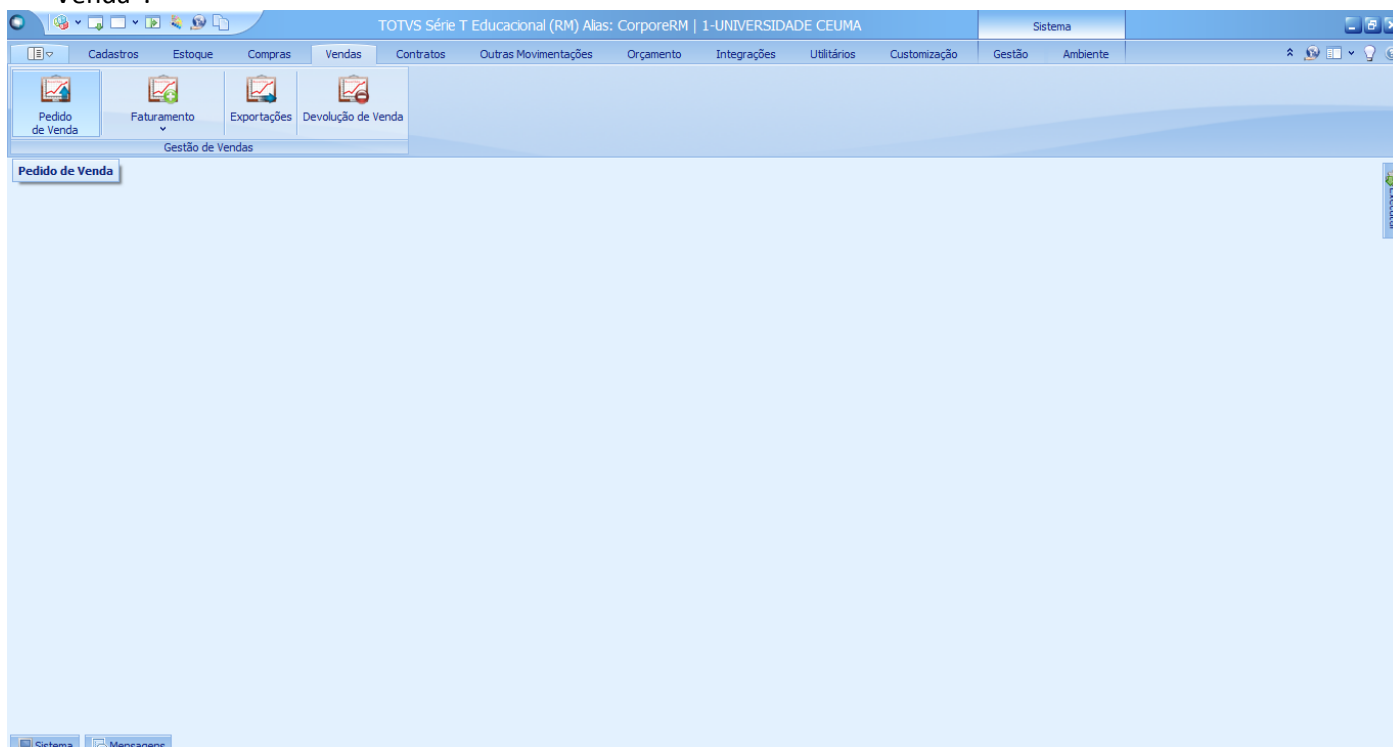 Venda".
TOTVS Série T Educacional (RM) Alias: CorporeRM | 1-UNIVERSIDADE CEUMA
Sistema
Cadastros Estoque Compras Vendas Contratos Outras Movimentações Orçamento Integrações Utilitários Customização Gestão Ambiente
Pedido de Venda
Faturamento
Exportações
Devolução de Venda
Gestão de Vendas
Pedido de Venda
Sistema Mensagens